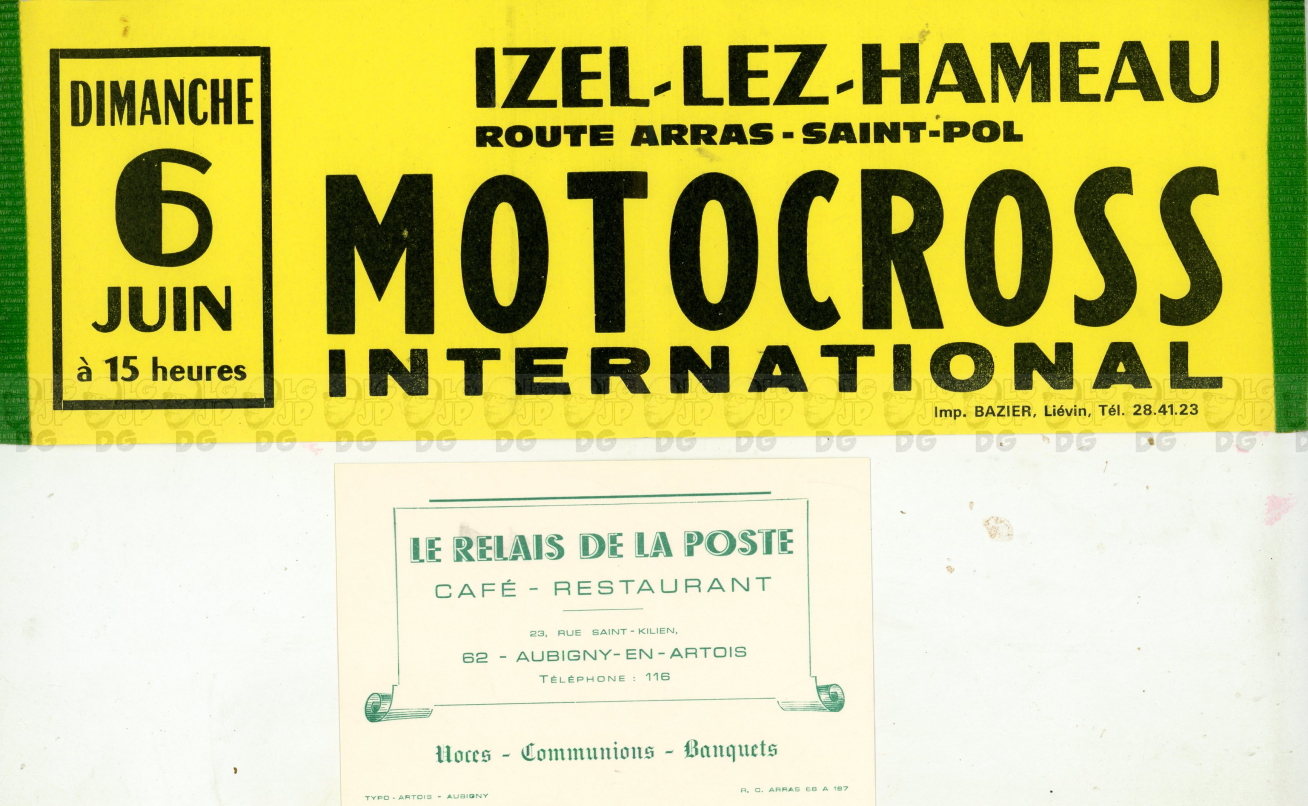 DIMANCHE
6
JUIN
à 15 heures
IZEL-LEZ-HAMEAU
ROUTE ARRAS - SAINT-POL
MOTOCROSS
INTERNATIONAL
Imp. BAZIER, Liévin, Tél. 28.41.23
LE RELAIS DE LA POSTE
CAFÉ - RESTAURANT
23, RUE SAINT-KILIEN,
62 - AUBIGNY-EN-ARTOIS
TÉLÉPHONE : 116
Noces - Communions - Banquets
TYPO-ARTOIS - AUBIGNY
R. C. ARRAS 68 A 187